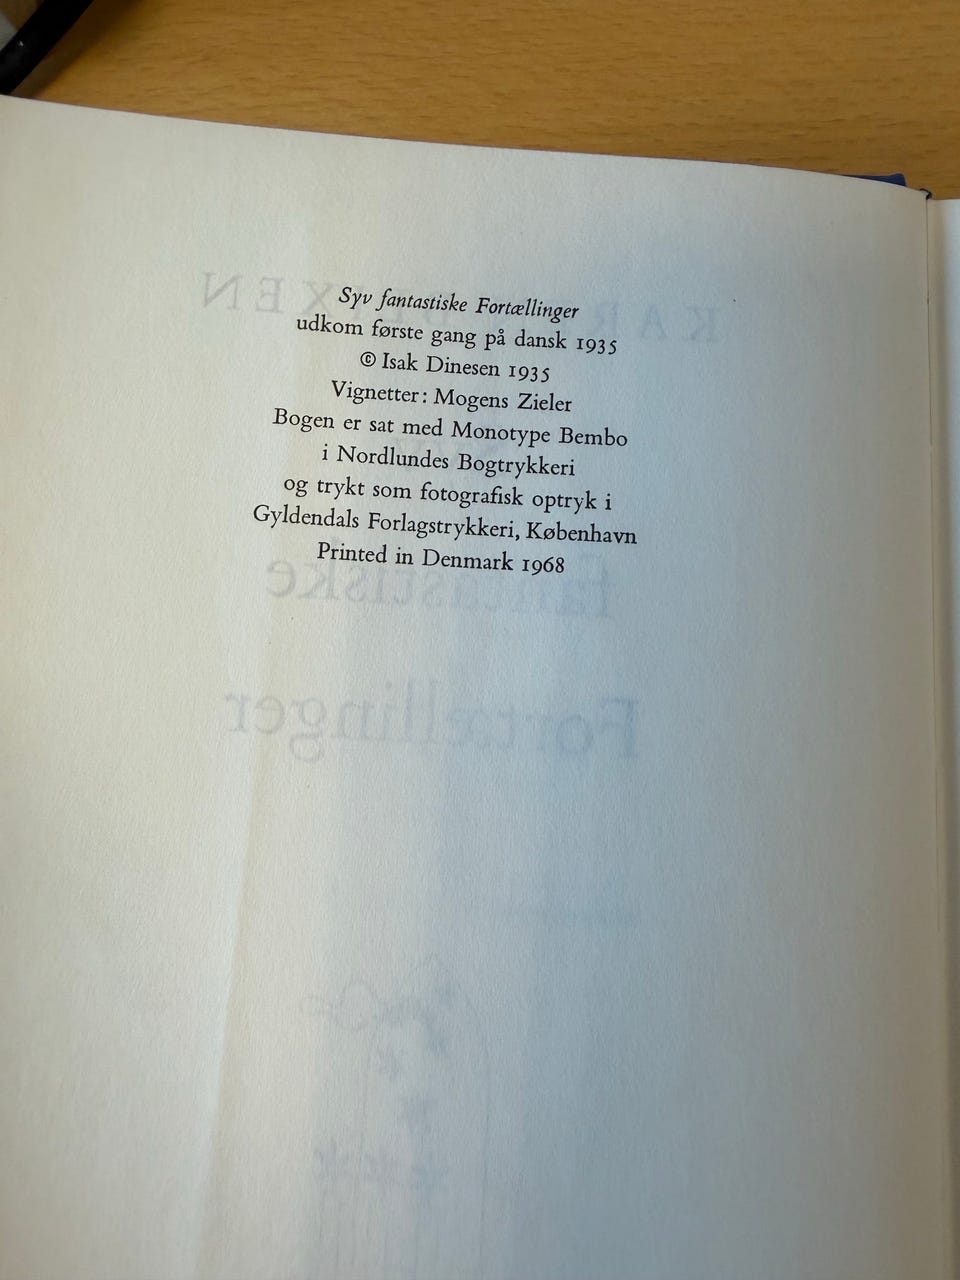 Syv fantastiske Fortællinger
udkom første gang på dansk 1935
© Isak Dinesen 1935
Vignetter: Mogens Zieler
Bogen er sat med Monotype Bembo
i Nordlundes Bogtrykkeri
og trykt som fotografisk optryk i
Gyldendals Forlagstrykkeri, København
Printed in Denmark 1968